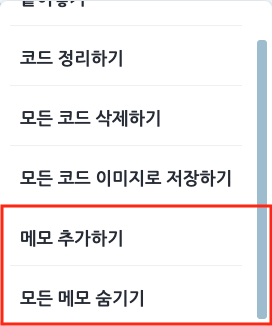 코드 정리하기
모든 코드 삭제하기
모든 코드 이미지로 저장하기
메모 추가하기
모든 메모 숨기기